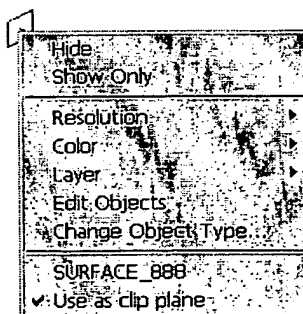 Hide
Show Only
Resolution
Color
Layer
Edit Objects
Change Object Type...
SURFACE_888
Use as clip plane